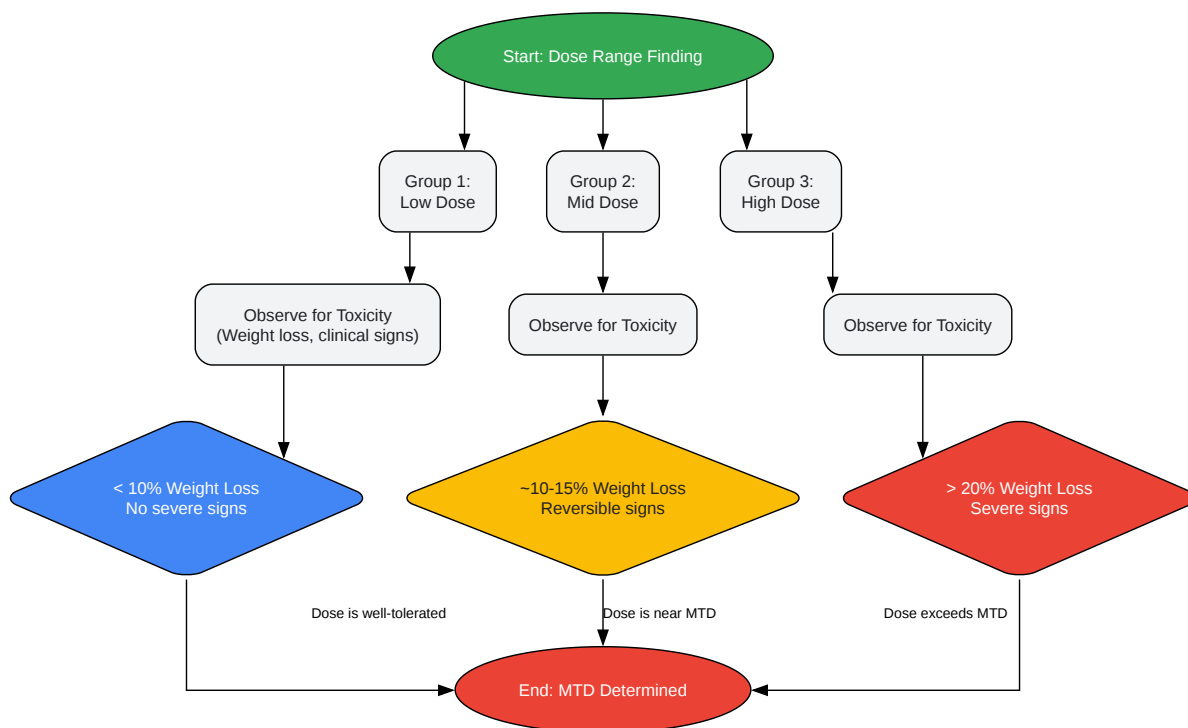 Start: Dose Range Finding
Group 1:
Low Dose
Group 2:
Mid Dose
Group 3:
High Dose
Observe for Toxicity
(Weight loss, clinical signs)
Observe for Toxicity
Observe for Toxicity
< 10% Weight Loss
No severe signs
~10-15% Weight Loss
Reversible signs
> 20% Weight Loss
Severe signs
Dose is well-tolerated
Dose is near MTD
Dose exceeds MTD
End: MTD Determined